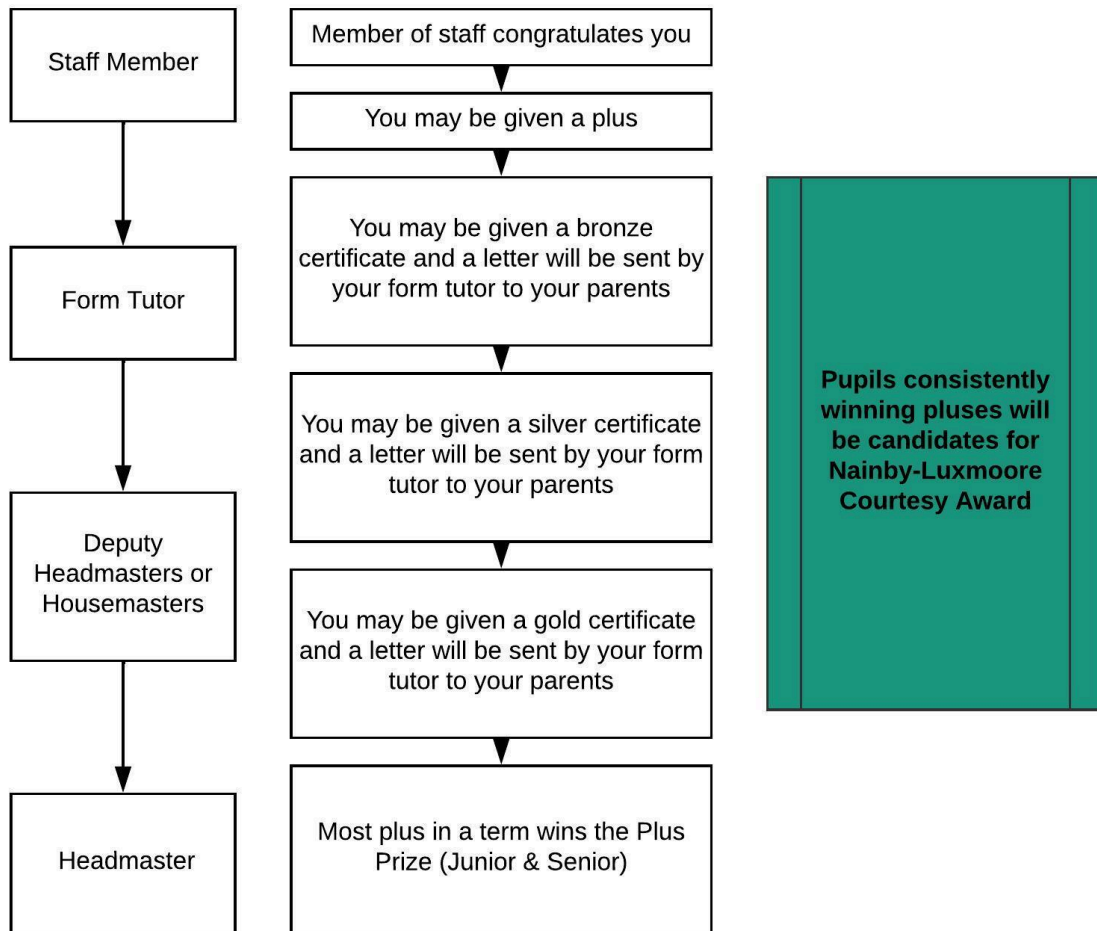 Staff Member
Form Tutor
Deputy
Headmasters or
Housemasters
Headmaster
Member of staff congratulates you
You may be given a plus
You may be given a bronze
certificate and a letter will be sent by
your form tutor to your parents
You may be given a silver certificate
and a letter will be sent by your form
tutor to your parents
You may be given a gold certificate
and a letter will be sent by your form
tutor to your parents
Most plus in a term wins the Plus
Prize (Junior & Senior)
Pupils consistently
winning pluses will
be candidates for
Nainby-Luxmoore
Courtesy Award